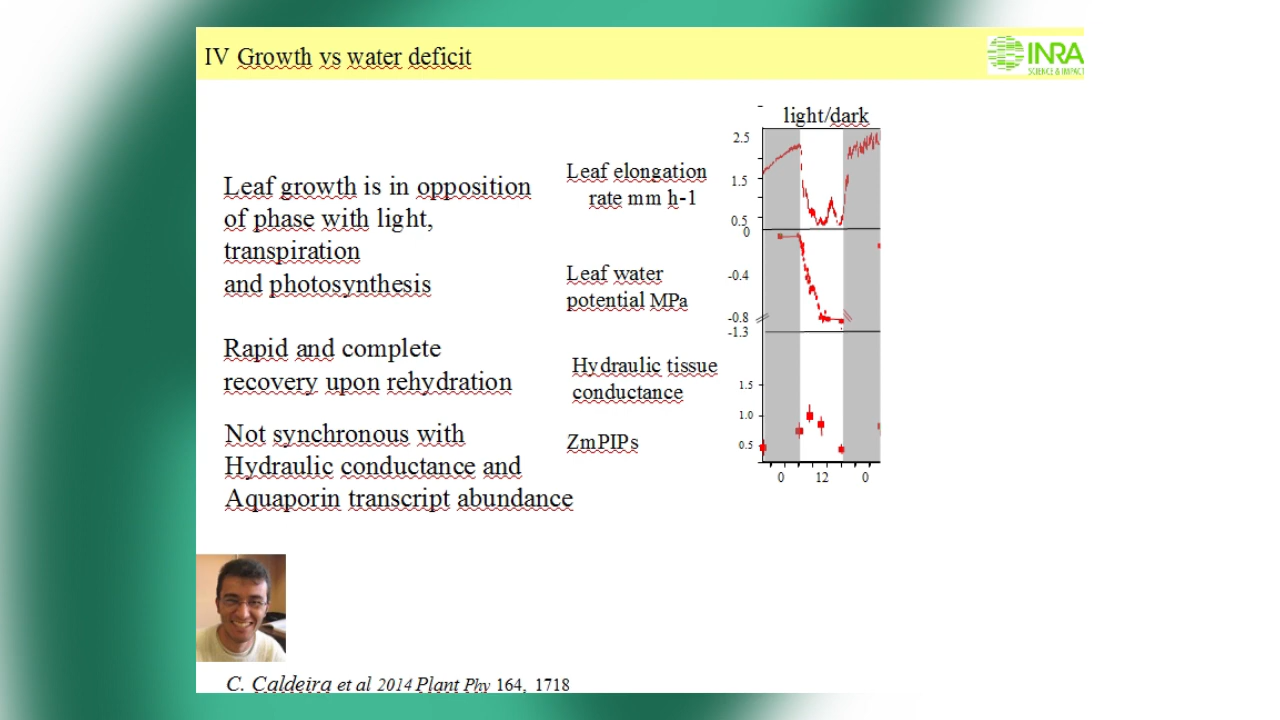 IV Growth vs water deficit
INRA
SCIENCE & IMPACT
light/dark
Leaf growth is in opposition
of phase with light,
transpiration
and photosynthesis
Rapid and complete
recovery upon rehydration
Not synchronous with
Hydraulic conductance and
Aquaporin transcript abundance
Leaf elongation
rate mm h-1
Leaf water
potential MPa
Hydraulic tissue
conductance
ZmPIPs
2.5
1.5
0.5
0
-0.4
-0.8
-1.3
1.5
1.0
0.5
0 12 0
C. Caldeira et al 2014 Plant Phy 164, 1718